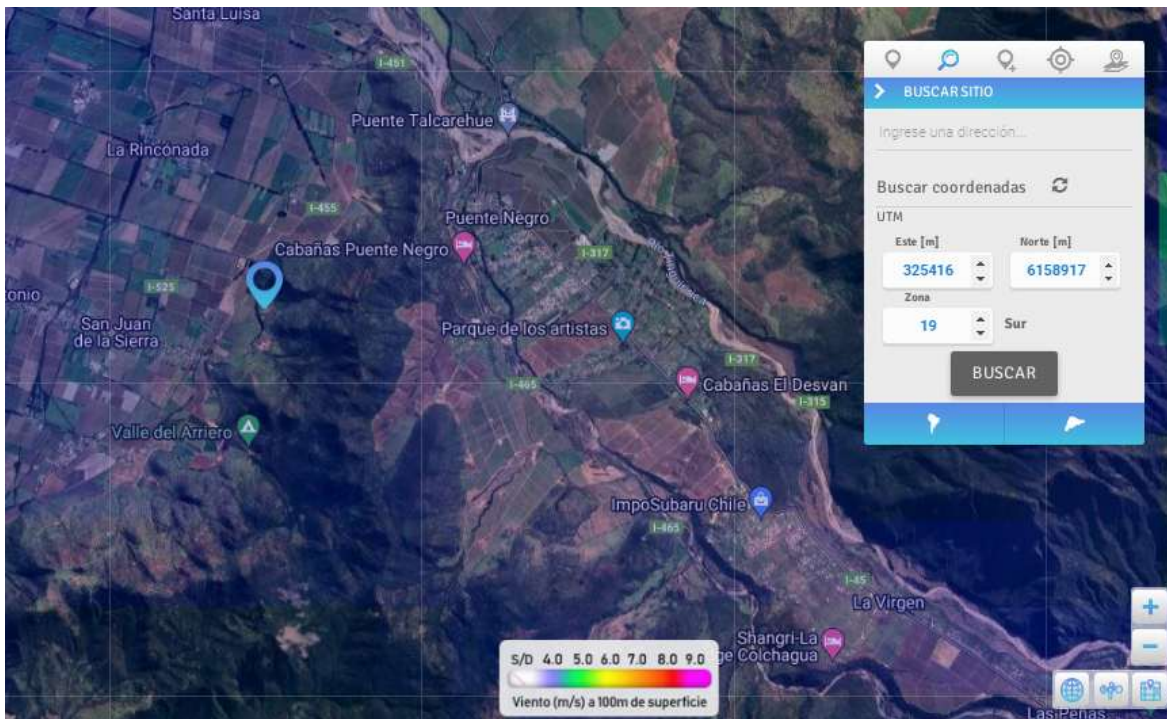 Santa Luisa
I-451
Puente Talcarehue
La Rinconada
I-455
Puente Negro
Cabañas Puente Negro
I-317
I-525
San Juan
de la Sierra
Parque de los artistas
I-317
I-465
Cabañas El Desvan
I-315
Valle del Arriero
ImpoSubaru Chile
I-465
I-45
La Virgen
Shangri-La
ge Colchagua
Las Peñas
onio
BUSCAR SITIO
Ingrese una dirección...
Buscar coordenadas
UTM
Este [m] Norte [m]
325416 6158917
Zona
19 Sur
BUSCAR
+
−
S/D 4.0 5.0 6.0 7.0 8.0 9.0
Viento (m/s) a 100m de superficie